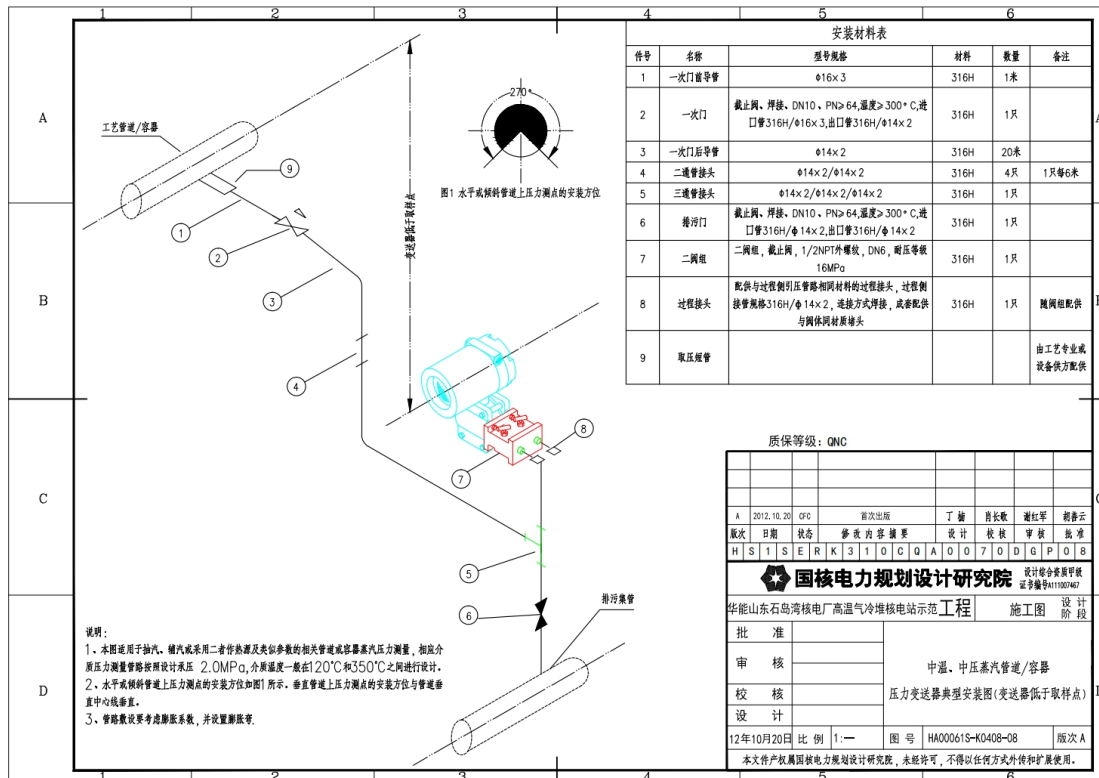 1 2 3 4 5 6
A
B
C
D
工艺管道/容器
270°
图1 水平或倾斜管道上压力测点的安装方位
变送器低于取样点
1
2
3
4
5
6
7
8
9
排污集管
安装材料表
件号 名称 型号规格 材料 数量 备注
1 一次门前导管 Φ16×3 316H 1米
2 一次门 截止阀、焊接、DN10 、PN≥64,温度≥300°C,进
口管316H/Φ16×3,出口管316H/Φ14×2 316H 1只
3 一次门后导管 Φ14×2 316H 20米
4 二通管接头 Φ14×2/Φ14×2 316H 4只 1只每6米
5 三通管接头 Φ14×2/Φ14×2/Φ14×2 316H 1只
6 排污门 截止阀、焊接、DN10 、PN≥64,温度≥300°C,进
口管316H/Φ14×2,出口管316H/Φ14×2 316H 1只
7 二阀组 二阀组，截止阀，1/2NPT外螺纹，DN6，耐压等级
16MPa 316H 1只
8 过程接头 配供与过程侧引压管路相同材料的过程接头，过程侧
接管规格316H/Φ14×2，连接方式焊接，成套配供
与阀体同材质堵头 316H 1只 随阀组配供
9 取压短管 由工艺专业或
设备供方配供
质保等级：QNC
A 2012.10.20 CFC 首次出版 丁楠 肖长歌 谢红军 胡善云
版次 日期 状态 修改内容摘要 设计 校核 审核 批准
H S 1 S E R K 3 1 0 C Q A 0 0 7 0 D G P 0 8
国核电力规划设计研究院 设计综合资质甲级
证书编号A111007467
华能山东石岛湾核电厂高温气冷堆核电站示范工程 施工图 设计
阶段
批 准
审 核
校 核
设 计
中温、中压蒸汽管道/容器
压力变送器典型安装图(变送器低于取样点)
12年10月20日 比例 1:一 图号 HA00061S-K0408-08 版次 A
本文件产权属国核电力规划设计研究院，未经许可，不得以任何方式外传和扩展使用。
说明：
1、本图适用于抽汽、辅汽或采用二者作热源及类似参数的相关管道或容器蒸汽压力测量，相应介
质压力测量管路按照设计承压 2.0MPa,介质温度一般在120°C和350°C之间进行设计。
2、水平或倾斜管道上压力测点的安装方位如图1所示。垂直管道上压力测点的安装方位与管道垂
直中心线垂直。
3、管路敷设要考虑膨胀系数，并设置膨胀弯.
1 2 3 4 5 6